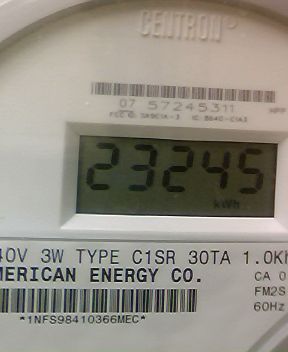 CENTRON
07 57245311
23245
kWh
40V 3W TYPE C1SR 30TA 1.0Kh
MERICAN ENERGY CO. CA 0
FM2S
60Hz
*1NFS98410366MEC*